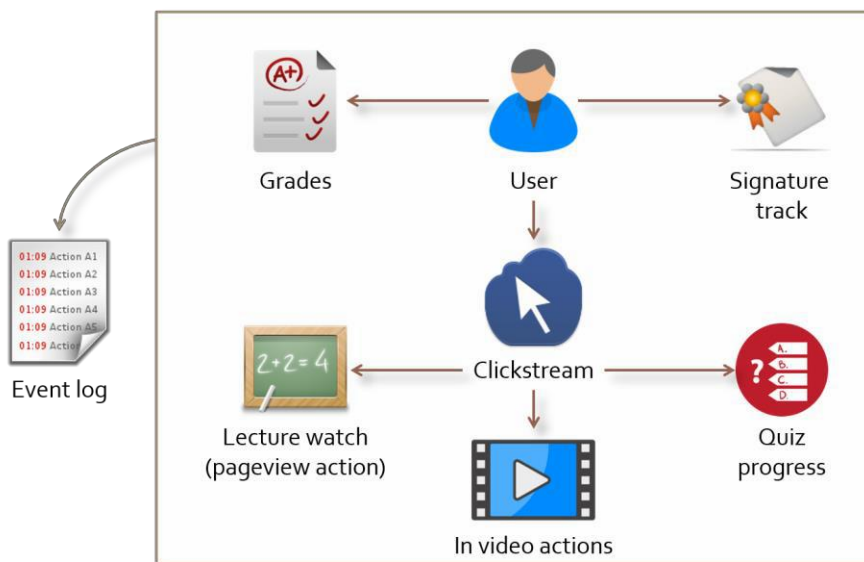 A+
Grades
User
Signature
track
01:09 Action A1
01:09 Action A2
01:09 Action A3
01:09 Action A4
01:09 Action A5
01:09 Action
Event log
2+2=4
Lecture watch
(pageview action)
Clickstream
?
A.
B.
C.
D.
Quiz
progress
In video actions